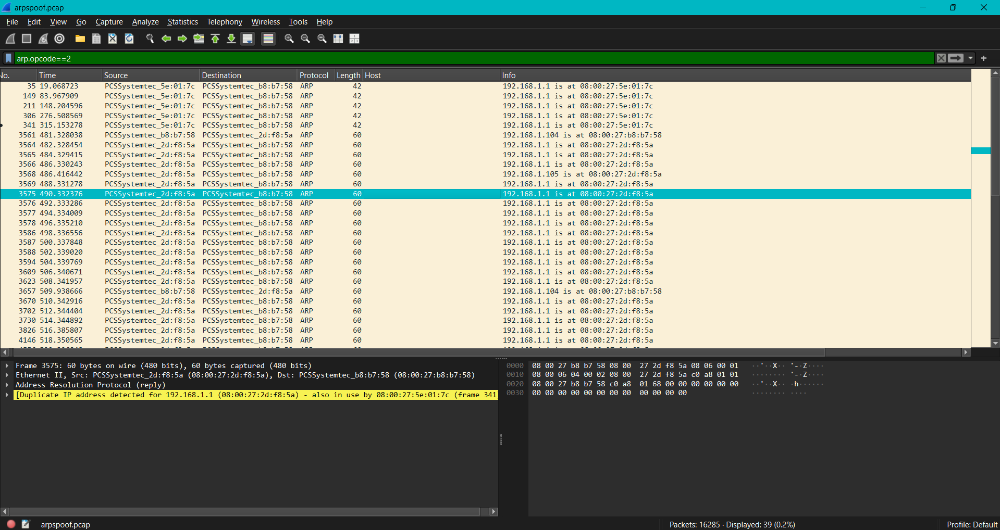 arpspoof.pcap
File Edit View Go Capture Analyze Statistics Telephony Wireless Tools Help
arp.opcode==2
No. Time Source Destination Protocol Length Host Info
35 19.068723 PCSSystemtec_5e:01:7c PCSSystemtec_b8:b7:58 ARP 42 192.168.1.1 is at 08:00:27:5e:01:7c
149 83.967909 PCSSystemtec_5e:01:7c PCSSystemtec_b8:b7:58 ARP 42 192.168.1.1 is at 08:00:27:5e:01:7c
211 148.204596 PCSSystemtec_5e:01:7c PCSSystemtec_b8:b7:58 ARP 42 192.168.1.1 is at 08:00:27:5e:01:7c
306 276.508569 PCSSystemtec_5e:01:7c PCSSystemtec_b8:b7:58 ARP 42 192.168.1.1 is at 08:00:27:5e:01:7c
341 315.153278 PCSSystemtec_5e:01:7c PCSSystemtec_b8:b7:58 ARP 42 192.168.1.1 is at 08:00:27:5e:01:7c
3561 481.328038 PCSSystemtec_b8:b7:58 PCSSystemtec_2d:f8:5a ARP 60 192.168.1.104 is at 08:00:27:b8:b7:58
3564 482.328454 PCSSystemtec_2d:f8:5a PCSSystemtec_b8:b7:58 ARP 60 192.168.1.1 is at 08:00:27:2d:f8:5a
3565 484.329415 PCSSystemtec_2d:f8:5a PCSSystemtec_b8:b7:58 ARP 60 192.168.1.1 is at 08:00:27:2d:f8:5a
3566 486.330243 PCSSystemtec_2d:f8:5a PCSSystemtec_b8:b7:58 ARP 60 192.168.1.1 is at 08:00:27:2d:f8:5a
3568 486.416442 PCSSystemtec_2d:f8:5a PCSSystemtec_b8:b7:58 ARP 60 192.168.1.105 is at 08:00:27:2d:f8:5a
3569 488.331278 PCSSystemtec_2d:f8:5a PCSSystemtec_b8:b7:58 ARP 60 192.168.1.1 is at 08:00:27:2d:f8:5a
3575 490.332376 PCSSystemtec_2d:f8:5a PCSSystemtec_b8:b7:58 ARP 60 192.168.1.1 is at 08:00:27:2d:f8:5a
3576 492.333286 PCSSystemtec_2d:f8:5a PCSSystemtec_b8:b7:58 ARP 60 192.168.1.1 is at 08:00:27:2d:f8:5a
3577 494.334009 PCSSystemtec_2d:f8:5a PCSSystemtec_b8:b7:58 ARP 60 192.168.1.1 is at 08:00:27:2d:f8:5a
3578 496.335210 PCSSystemtec_2d:f8:5a PCSSystemtec_b8:b7:58 ARP 60 192.168.1.1 is at 08:00:27:2d:f8:5a
3586 498.336556 PCSSystemtec_2d:f8:5a PCSSystemtec_b8:b7:58 ARP 60 192.168.1.1 is at 08:00:27:2d:f8:5a
3587 500.337848 PCSSystemtec_2d:f8:5a PCSSystemtec_b8:b7:58 ARP 60 192.168.1.1 is at 08:00:27:2d:f8:5a
3588 502.339020 PCSSystemtec_2d:f8:5a PCSSystemtec_b8:b7:58 ARP 60 192.168.1.1 is at 08:00:27:2d:f8:5a
3594 504.339769 PCSSystemtec_2d:f8:5a PCSSystemtec_b8:b7:58 ARP 60 192.168.1.1 is at 08:00:27:2d:f8:5a
3609 506.340671 PCSSystemtec_2d:f8:5a PCSSystemtec_b8:b7:58 ARP 60 192.168.1.1 is at 08:00:27:2d:f8:5a
3623 508.341957 PCSSystemtec_2d:f8:5a PCSSystemtec_b8:b7:58 ARP 60 192.168.1.1 is at 08:00:27:2d:f8:5a
3657 509.938666 PCSSystemtec_b8:b7:58 PCSSystemtec_2d:f8:5a ARP 60 192.168.1.104 is at 08:00:27:b8:b7:58
3670 510.342916 PCSSystemtec_2d:f8:5a PCSSystemtec_b8:b7:58 ARP 60 192.168.1.1 is at 08:00:27:2d:f8:5a
3702 512.344404 PCSSystemtec_2d:f8:5a PCSSystemtec_b8:b7:58 ARP 60 192.168.1.1 is at 08:00:27:2d:f8:5a
3730 514.344892 PCSSystemtec_2d:f8:5a PCSSystemtec_b8:b7:58 ARP 60 192.168.1.1 is at 08:00:27:2d:f8:5a
3826 516.385807 PCSSystemtec_2d:f8:5a PCSSystemtec_b8:b7:58 ARP 60 192.168.1.1 is at 08:00:27:2d:f8:5a
4146 518.350565 PCSSystemtec_2d:f8:5a PCSSystemtec_b8:b7:58 ARP 60 192.168.1.1 is at 08:00:27:2d:f8:5a
Frame 3575: 60 bytes on wire (480 bits), 60 bytes captured (480 bits)
Ethernet II, Src: PCSSystemtec_2d:f8:5a (08:00:27:2d:f8:5a), Dst: PCSSystemtec_b8:b7:58 (08:00:27:b8:b7:58)
Address Resolution Protocol (reply)
[Duplicate IP address detected for 192.168.1.1 (08:00:27:2d:f8:5a) - also in use by 08:00:27:5e:01:7c (frame 341)
0000 08 00 27 b8 b7 58 08 00 27 2d f8 5a 08 06 00 01 ··'··X·· '-·Z····
0010 08 00 06 04 00 02 08 00 27 2d f8 5a c0 a8 01 01 ········ '-·Z····
0020 08 00 27 b8 b7 58 c0 a8 01 68 00 00 00 00 00 00 ··'··X·· ·h······
0030 00 00 00 00 00 00 00 00 00 00 00 00 ········ ····
arpspoof.pcap
Packets: 16285 · Displayed: 39 (0.2%)
Profile: Default